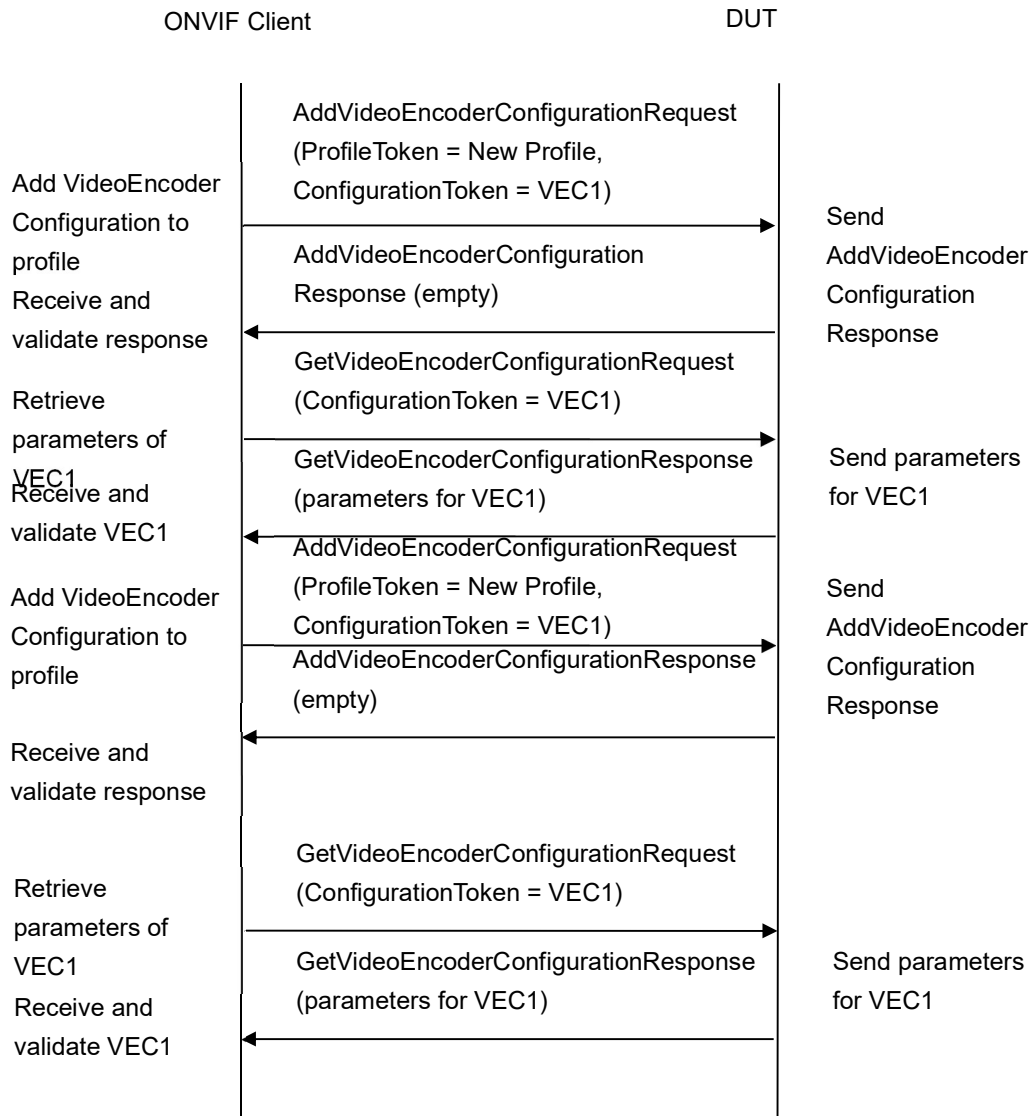 ONVIF Client
DUT
AddVideoEncoderConfigurationRequest
(ProfileToken = New Profile,
ConfigurationToken = VEC1)
Add VideoEncoder
Configuration to
profile
Send
AddVideoEncoder
Configuration
Response
AddVideoEncoderConfiguration
Response (empty)
Receive and
validate response
GetVideoEncoderConfigurationRequest
(ConfigurationToken = VEC1)
Retrieve
parameters of
VEC1
GetVideoEncoderConfigurationResponse
(parameters for VEC1)
Send parameters
for VEC1
Receive and
validate VEC1
AddVideoEncoderConfigurationRequest
(ProfileToken = New Profile,
ConfigurationToken = VEC1)
Add VideoEncoder
Configuration to
profile
Send
AddVideoEncoder
Configuration
Response
AddVideoEncoderConfigurationResponse
(empty)
Receive and
validate response
GetVideoEncoderConfigurationRequest
(ConfigurationToken = VEC1)
Retrieve
parameters of
VEC1
GetVideoEncoderConfigurationResponse
(parameters for VEC1)
Send parameters
for VEC1
Receive and
validate VEC1